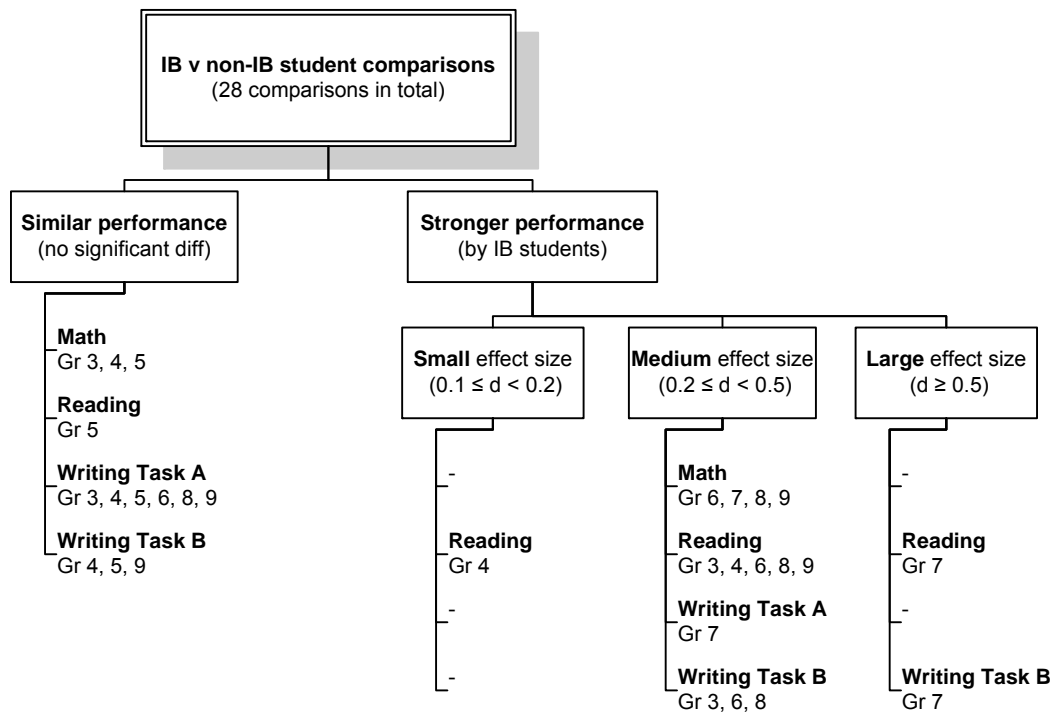 IB v non-IB student comparisons
(28 comparisons in total)
Similar performance
(no significant diff)
Stronger performance
(by IB students)
Math
Gr 3, 4, 5
Reading
Gr 5
Writing Task A
Gr 3, 4, 5, 6, 8, 9
Writing Task B
Gr 4, 5, 9
Small effect size
(0.1 ≤ d < 0.2)
-
Reading
Gr 4
-
-
Medium effect size
(0.2 ≤ d < 0.5)
Math
Gr 6, 7, 8, 9
Reading
Gr 3, 4, 6, 8, 9
Writing Task A
Gr 7
Writing Task B
Gr 3, 6, 8
Large effect size
(d ≥ 0.5)
-
Reading
Gr 7
-
Writing Task B
Gr 7